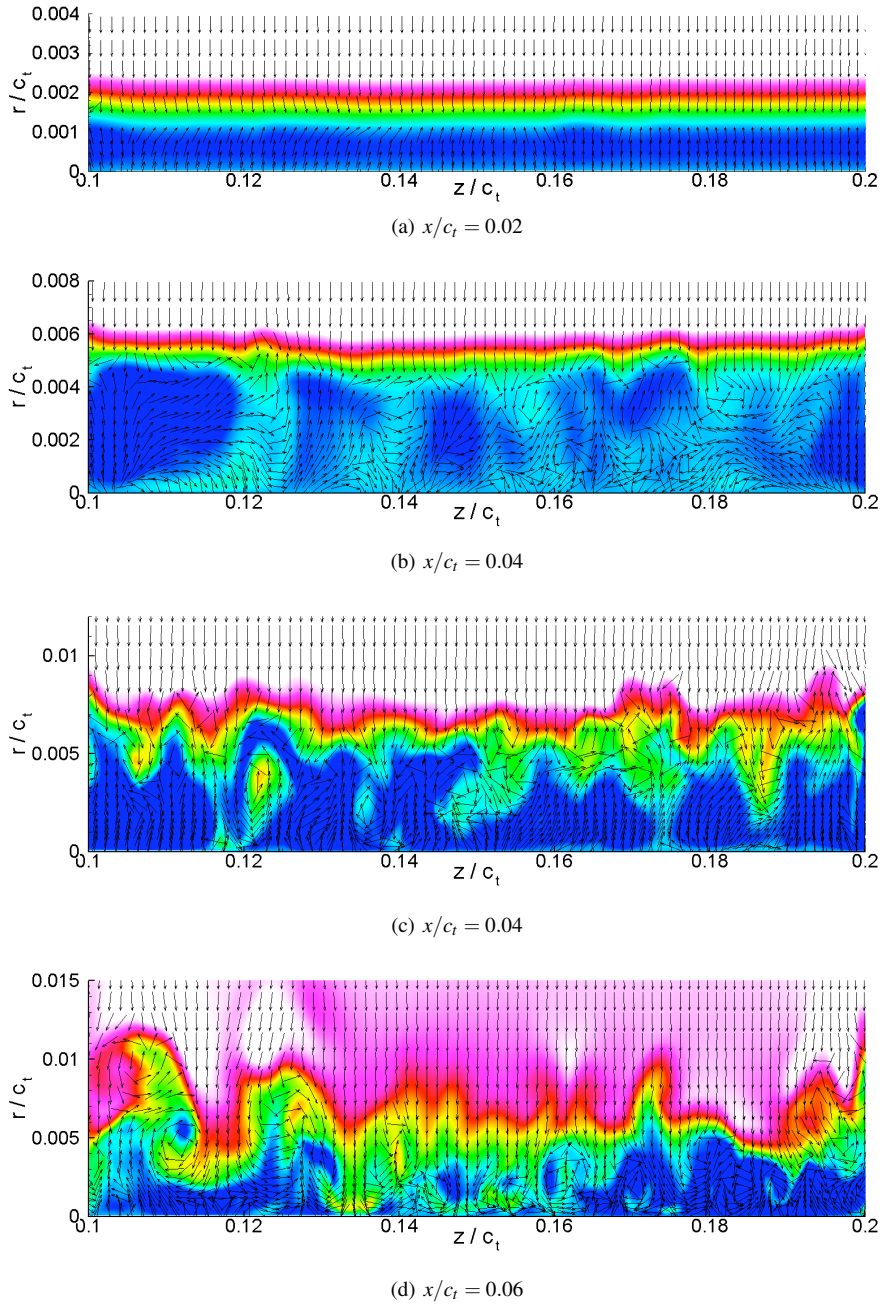 0.004
0.003
0.002
0.001
0
r / c_t
0.1 0.12 0.14 0.16 0.18 0.2
z / c_t
(a) x/c_t = 0.02
0.008
0.006
0.004
0.002
0
r / c_t
0.1 0.12 0.14 0.16 0.18 0.2
z / c_t
(b) x/c_t = 0.04
0.01
0.005
0
r / c_t
0.1 0.12 0.14 0.16 0.18 0.2
z / c_t
(c) x/c_t = 0.04
0.015
0.01
0.005
0
r / c_t
0.1 0.12 0.14 0.16 0.18 0.2
z / c_t
(d) x/c_t = 0.06